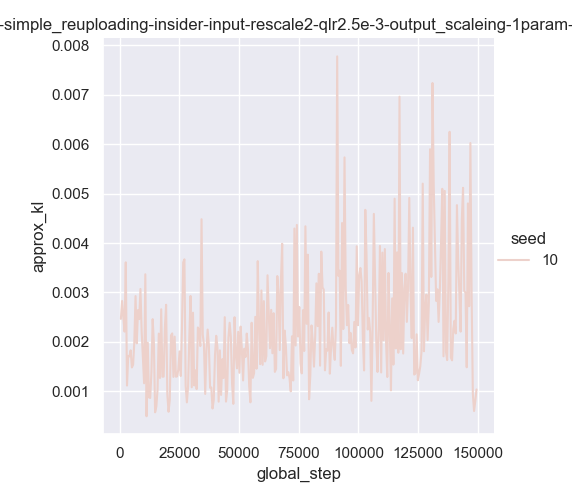 -simple_reuploading-insider-input-rescale2-qlr2.5e-3-output_scaleing-1param-
0.008
0.007
0.006
0.005
0.004
0.003
0.002
0.001
approx_kl
0 25000 50000 75000 100000 125000 150000
global_step
seed
10